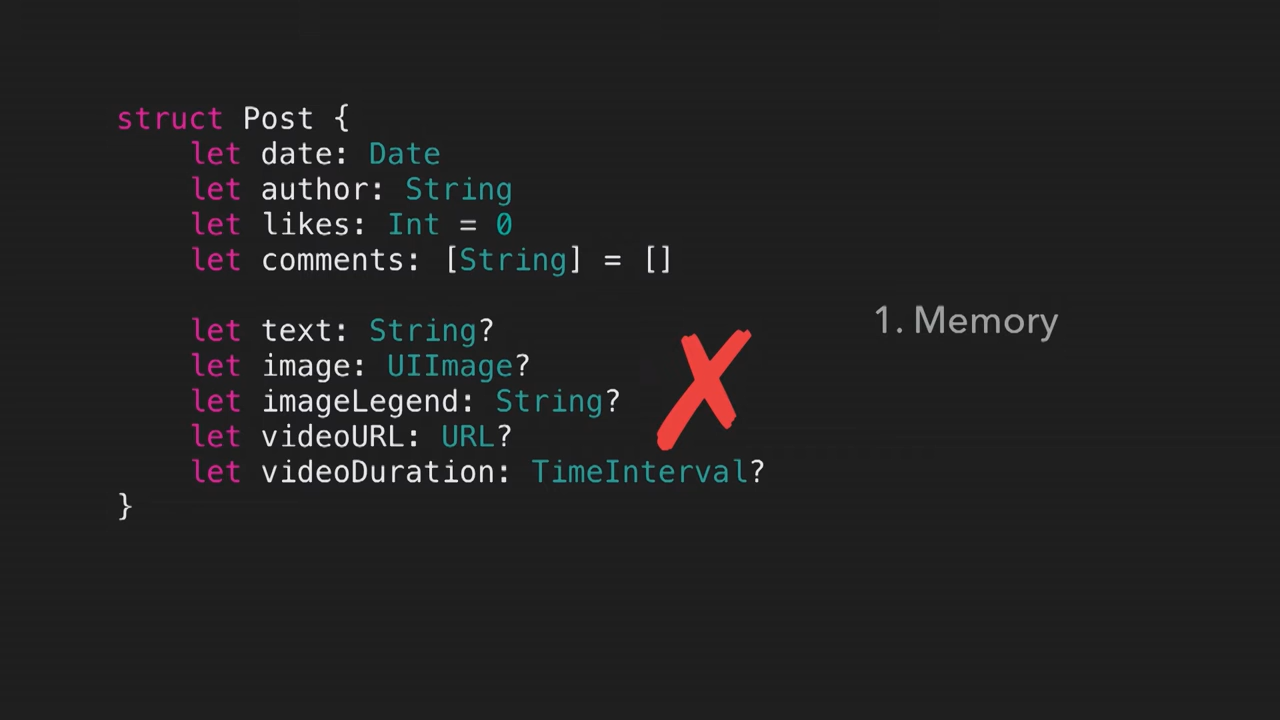 struct Post {
    let date: Date
    let author: String
    let likes: Int = 0
    let comments: [String] = []
    let text: String?
    let image: UIImage?
    let imageLegend: String?
    let videoURL: URL?
    let videoDuration: TimeInterval?
}
1. Memory